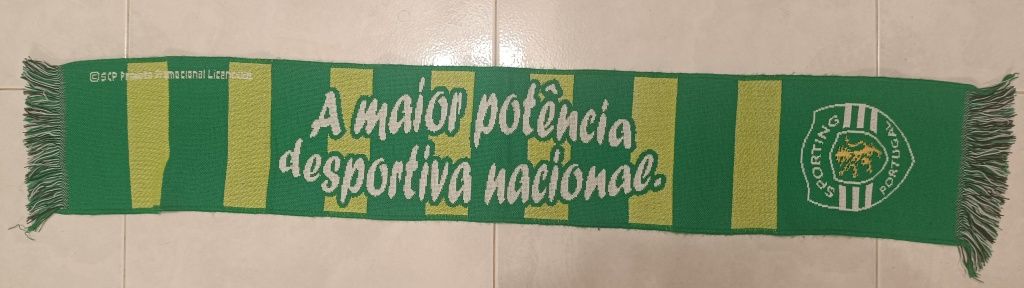 ©SCP Produto Promocional Licenciado
A maior potência
desportiva nacional.
SPORTING
PORTUGAL